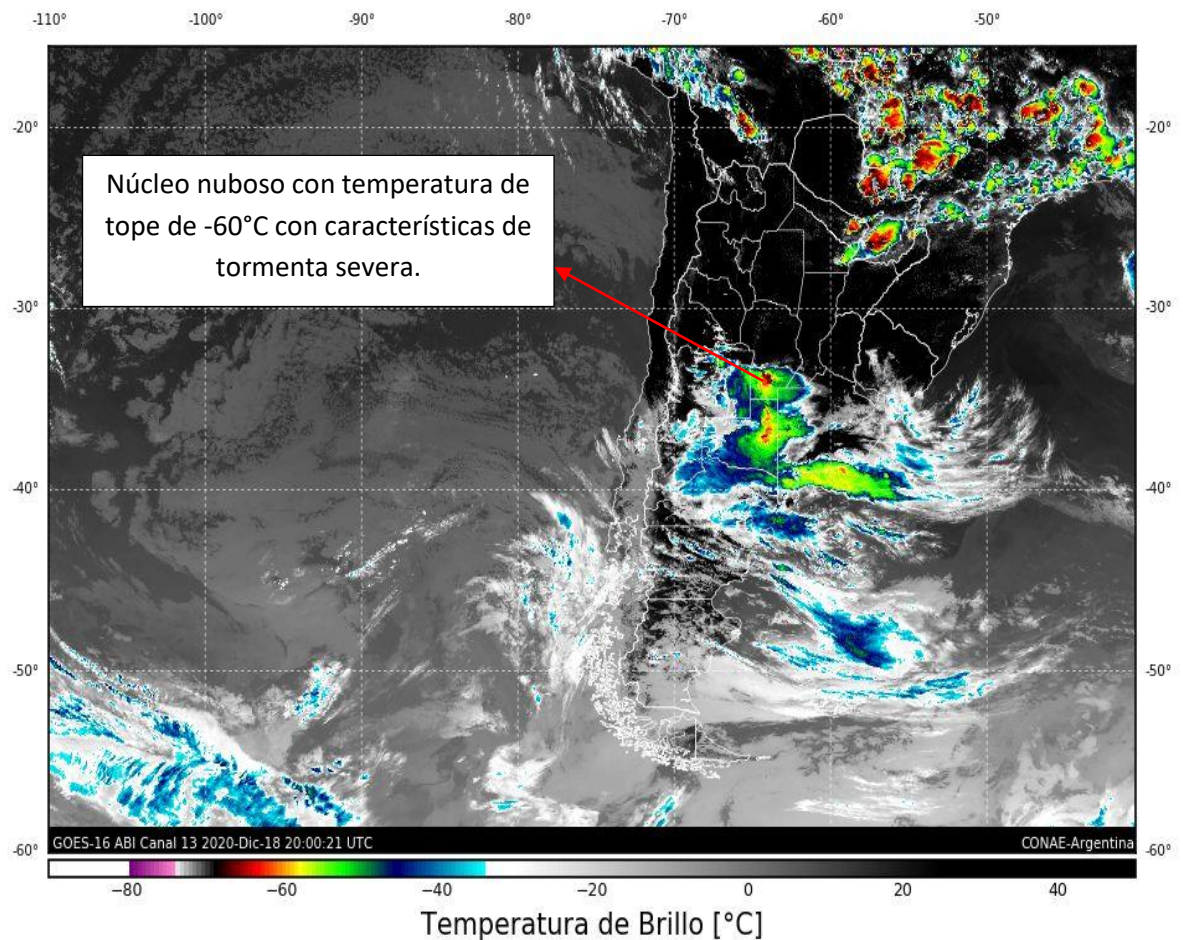 -110° -100° -80° -70° -60° -50°
-20° -20°
Núcleo nuboso con temperatura de
tope de -60°C con características de
tormenta severa.
-30° -30°
-40° -40°
-50° -50°
GOES-16 ABI Canal 13 2020-Dic-18 20:00:21 UTC CONAE-Argentina
-60° -60°
−80 −60 −40 −20 0 20 40
Temperatura de Brillo [°C]